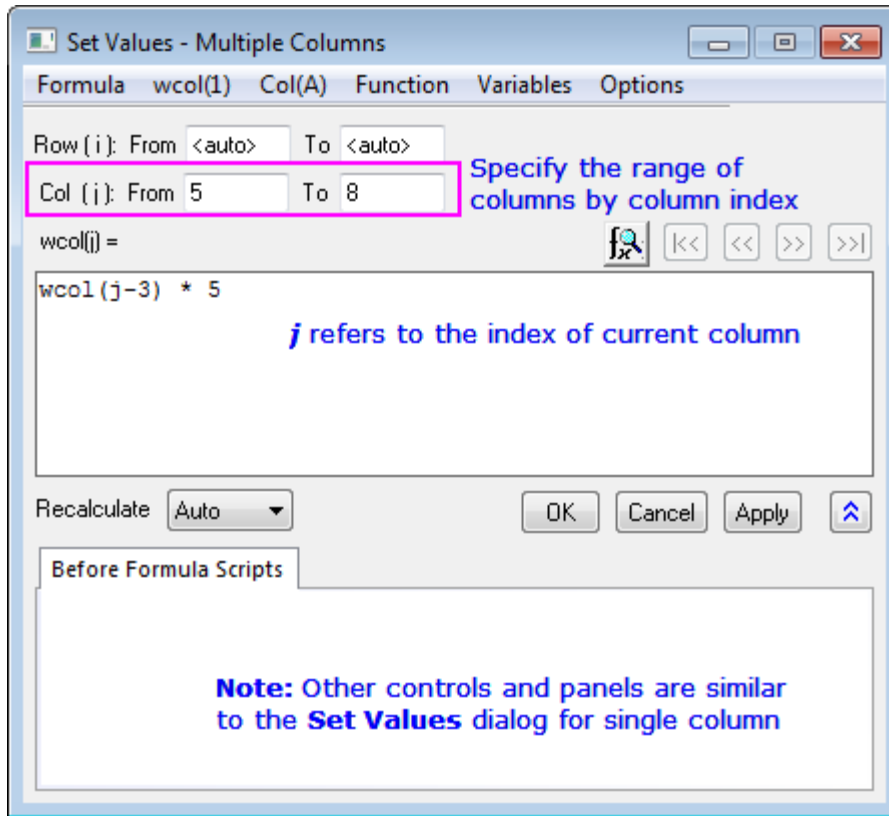 Set Values - Multiple Columns
Formula wcol(1) Col(A) Function Variables Options
Row (i): From <auto> To <auto>
Col (j): From 5 To 8
Specify the range of
columns by column index
wcol(j) =
|<< << >> >>|
wcol(j-3) * 5
j refers to the index of current column
Recalculate Auto OK Cancel Apply
Before Formula Scripts
Note: Other controls and panels are similar
to the Set Values dialog for single column